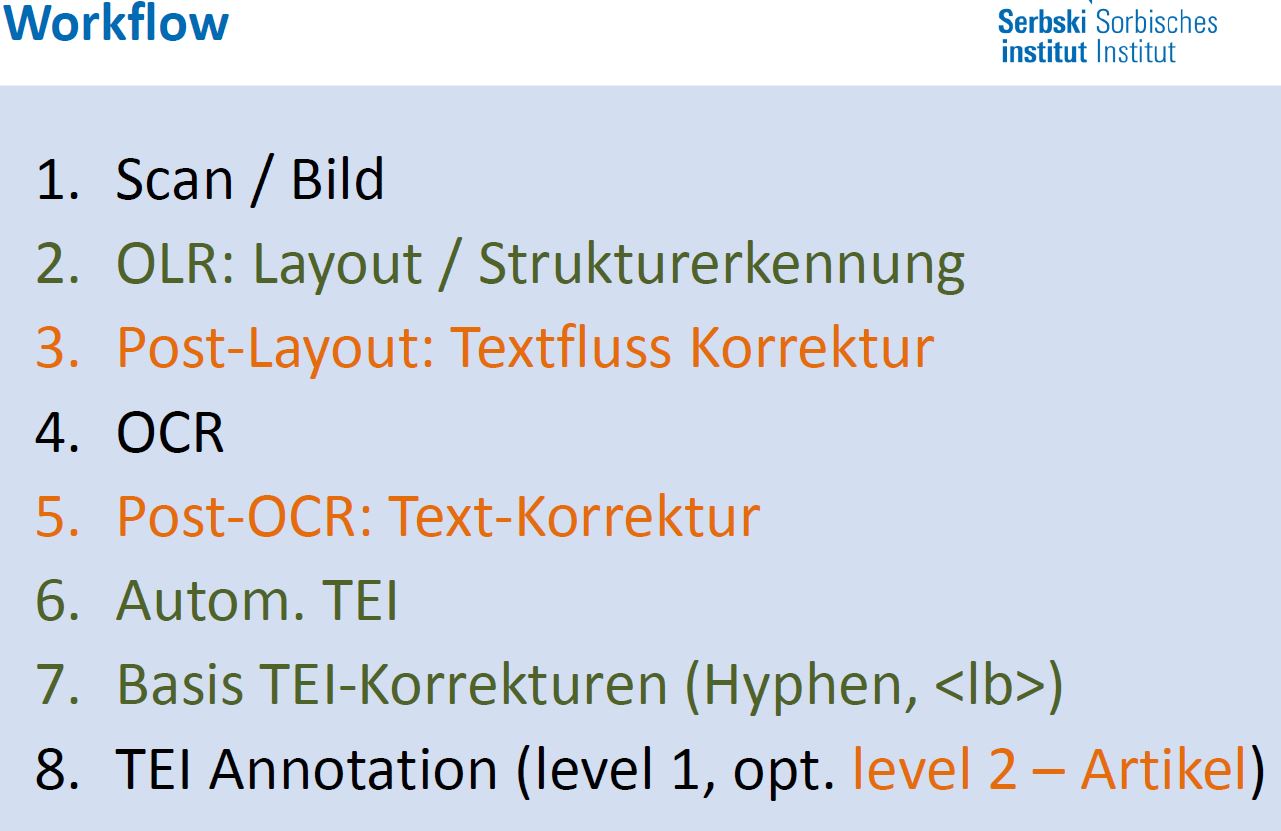 Workflow
Serbski Sorbisches
institut Institut
1. Scan / Bild
2. OLR: Layout / Strukturerkennung
3. Post-Layout: Textfluss Korrektur
4. OCR
5. Post-OCR: Text-Korrektur
6. Autom. TEI
7. Basis TEI-Korrekturen (Hyphen, <lb>)
8. TEI Annotation (level 1, opt. level 2 – Artikel)